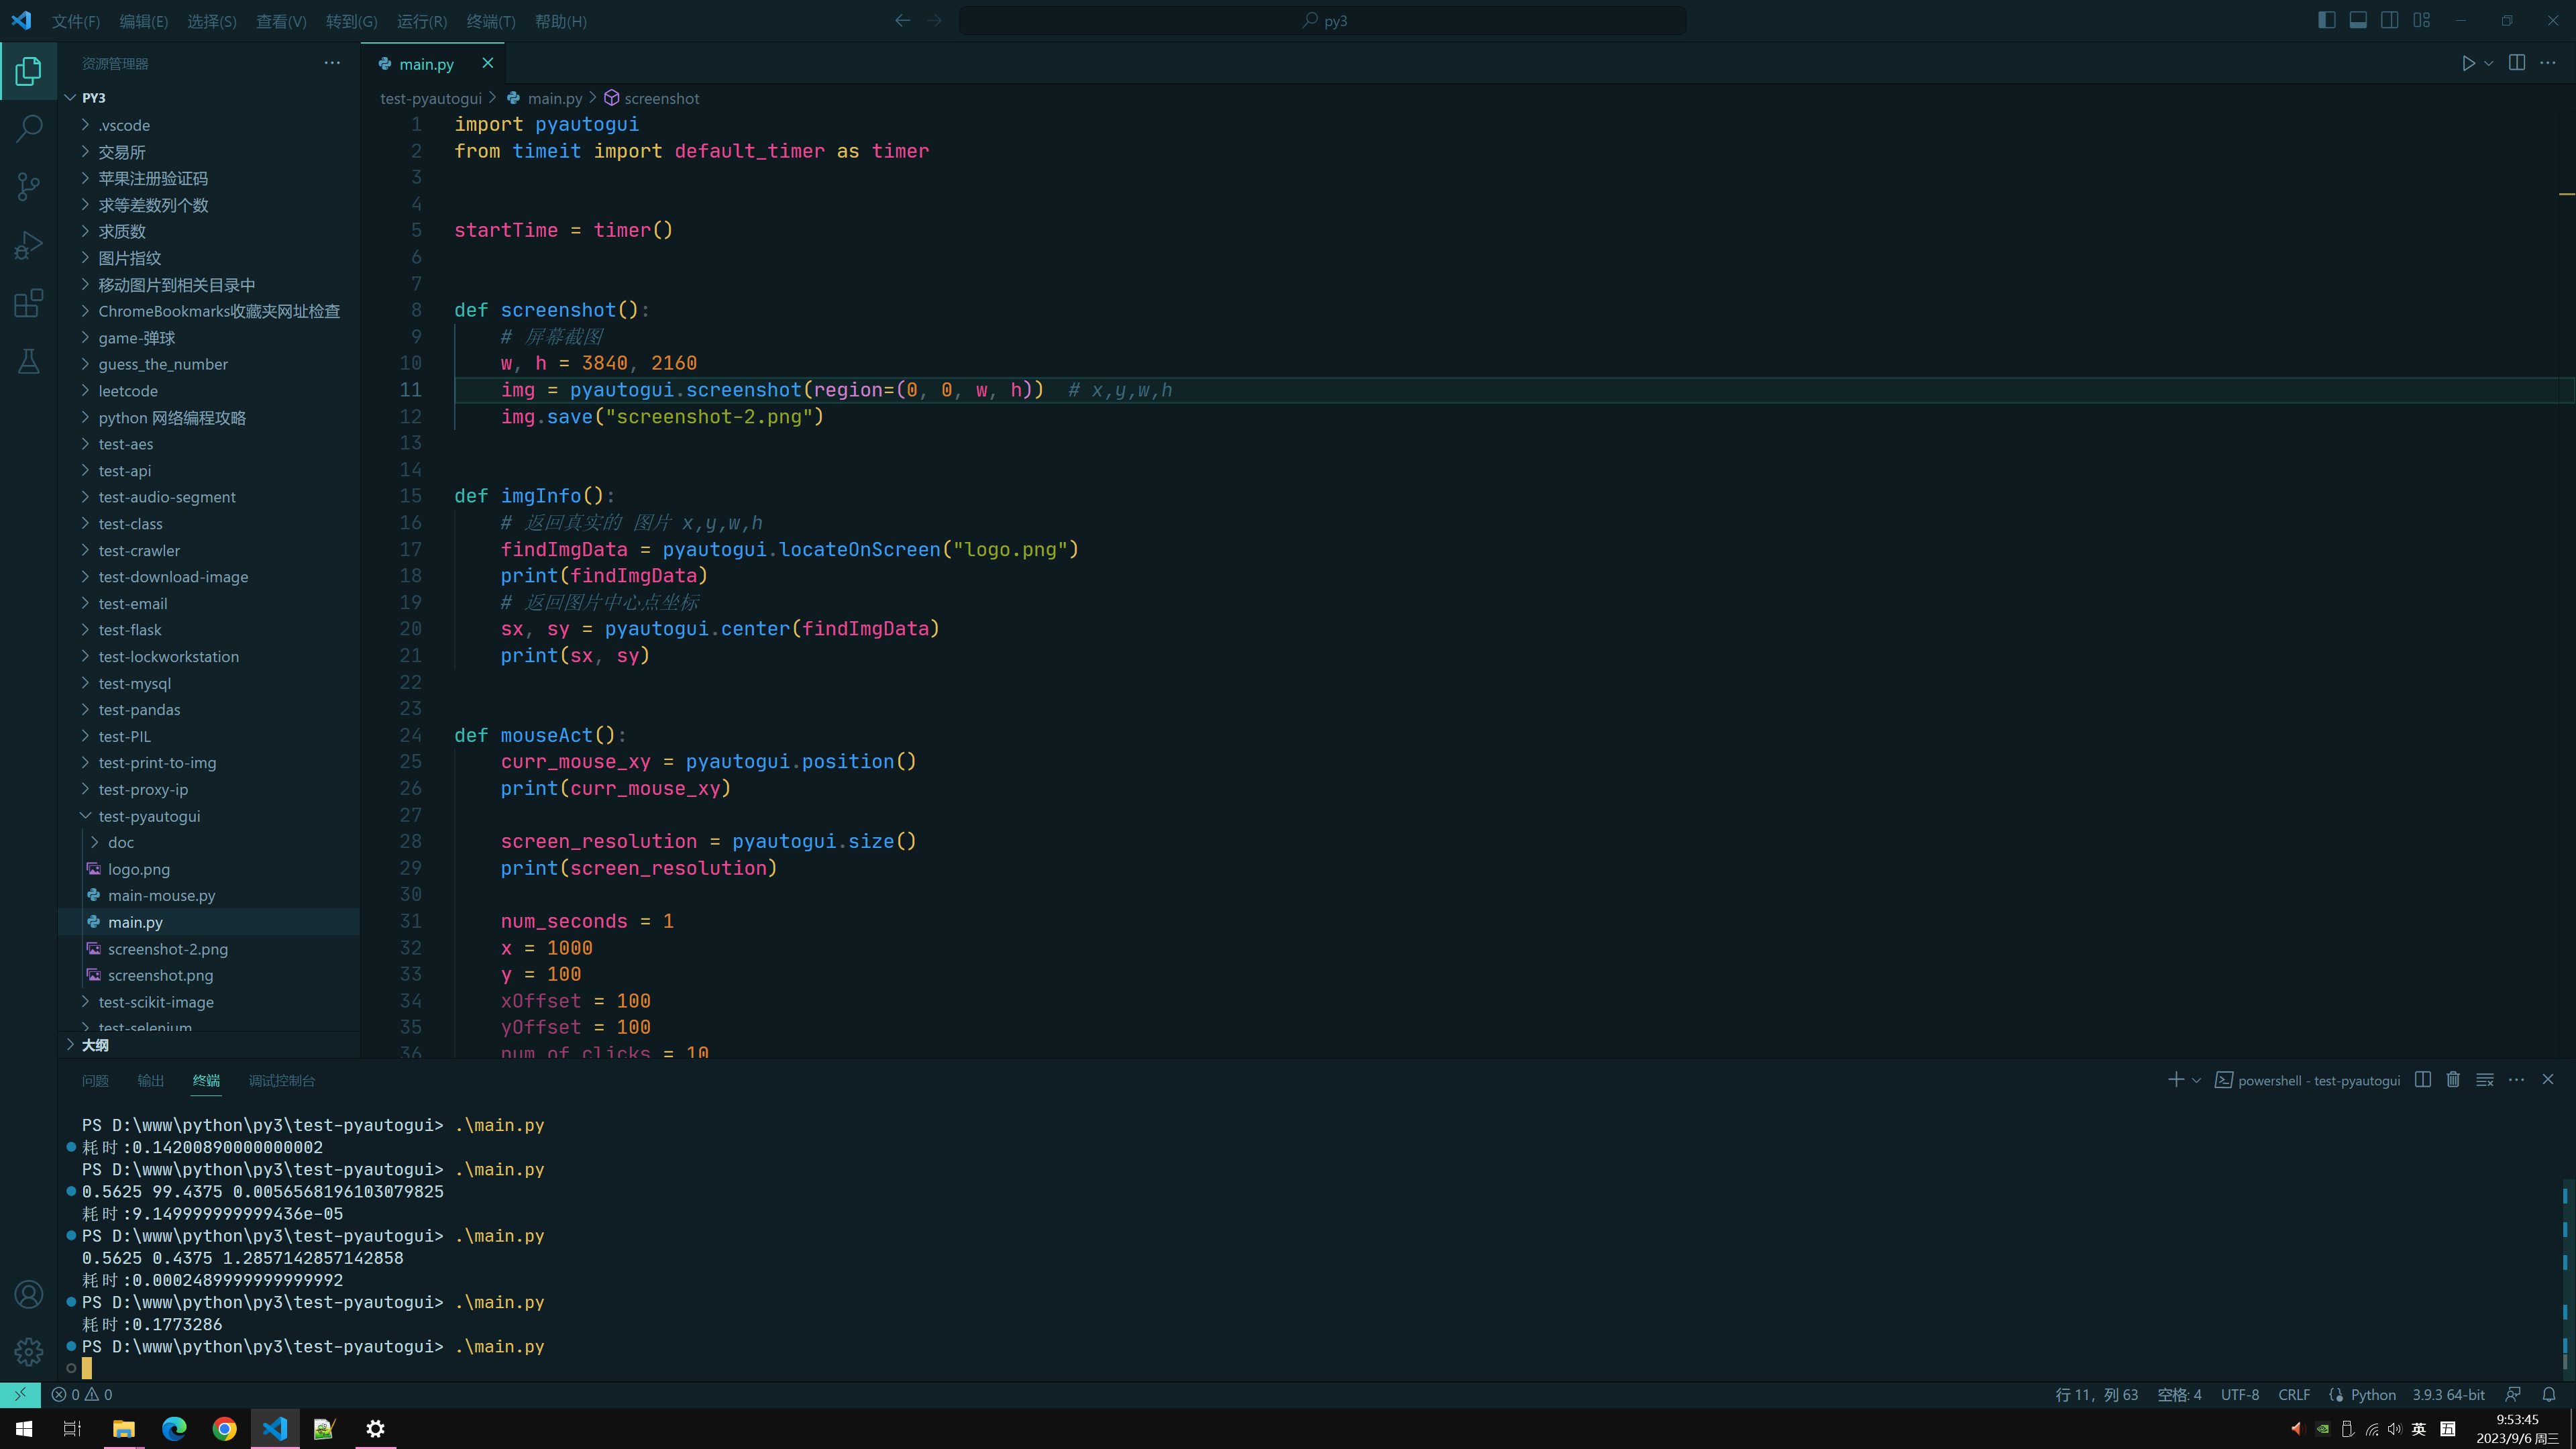 文件(F) 编辑(E) 选择(S) 查看(V) 转到(G) 运行(R) 终端(T) 帮助(H)
py3
资源管理器
PY3
.vscode
交易所
苹果注册验证码
求等差数列个数
求质数
图片指纹
移动图片到相关目录中
ChromeBookmarks收藏夹网址检查
game-弹球
guess_the_number
leetcode
python 网络编程攻略
test-aes
test-api
test-audio-segment
test-class
test-crawler
test-download-image
test-email
test-flask
test-lockworkstation
test-mysql
test-pandas
test-PIL
test-print-to-img
test-proxy-ip
test-pyautogui
doc
logo.png
main-mouse.py
main.py
screenshot-2.png
screenshot.png
test-scikit-image
test-selenium
大纲
main.py
test-pyautogui > main.py > screenshot
1 import pyautogui
2 from timeit import default_timer as timer
3
4
5 startTime = timer()
6
7
8 def screenshot():
9 # 屏幕截图
10 w, h = 3840, 2160
11 img = pyautogui.screenshot(region=(0, 0, w, h)) # x,y,w,h
12 img.save("screenshot-2.png")
13
14
15 def imgInfo():
16 # 返回真实的 图片 x,y,w,h
17 findImgData = pyautogui.locateOnScreen("logo.png")
18 print(findImgData)
19 # 返回图片中心点坐标
20 sx, sy = pyautogui.center(findImgData)
21 print(sx, sy)
22
23
24 def mouseAct():
25 curr_mouse_xy = pyautogui.position()
26 print(curr_mouse_xy)
27
28 screen_resolution = pyautogui.size()
29 print(screen_resolution)
30
31 num_seconds = 1
32 x = 1000
33 y = 100
34 xOffset = 100
35 yOffset = 100
36 num_of_clicks = 10
问题 输出 终端 调试控制台
powershell - test-pyautogui
PS D:\www\python\py3\test-pyautogui> .\main.py
耗时:0.14200890000000002
PS D:\www\python\py3\test-pyautogui> .\main.py
0.5625 99.4375 0.0056568196103079825
耗时:9.149999999999436e-05
PS D:\www\python\py3\test-pyautogui> .\main.py
0.5625 0.4375 1.2857142857142858
耗时:0.0002489999999999992
PS D:\www\python\py3\test-pyautogui> .\main.py
耗时:0.1773286
PS D:\www\python\py3\test-pyautogui> .\main.py
0 0
行 11，列 63 空格: 4 UTF-8 CRLF Python 3.9.3 64-bit
英 五
9:53:45
2023/9/6 周三